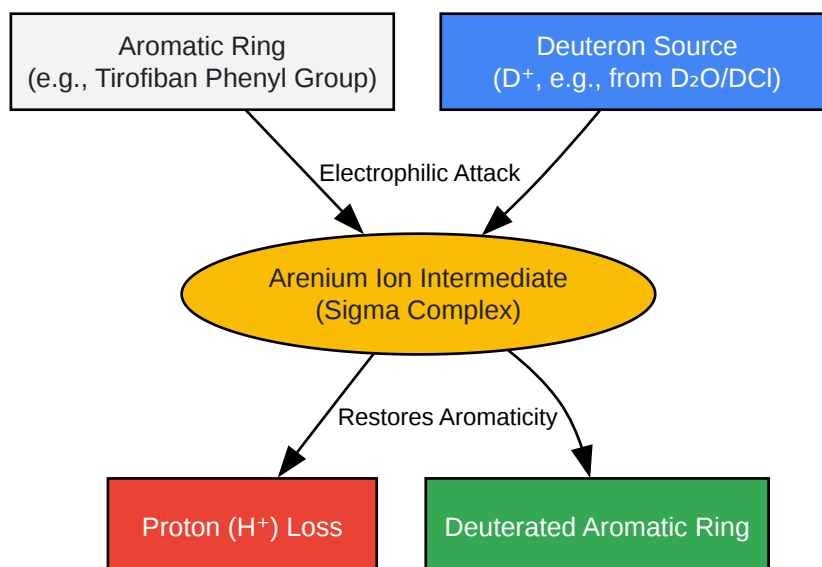 Aromatic Ring
(e.g., Tirofiban Phenyl Group)
Deuteron Source
(D⁺, e.g., from D₂O/DCl)
Electrophilic Attack
Arenium Ion Intermediate
(Sigma Complex)
Restores Aromaticity
Proton (H⁺) Loss
Deuterated Aromatic Ring